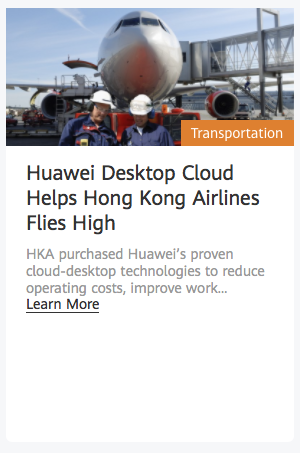 Transportation
Huawei Desktop Cloud
Helps Hong Kong Airlines
Flies High
HKA purchased Huawei's proven
cloud-desktop technologies to reduce
operating costs, improve work...
Learn More